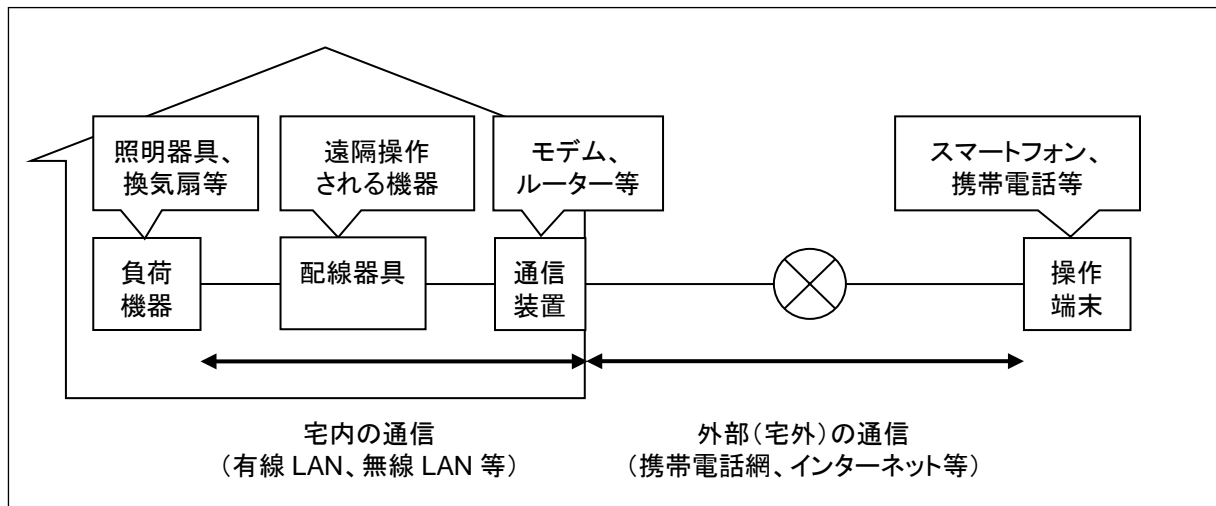 照明器具、
換気扇等
遠隔操作
される機器
モデム、
ルーター等
スマートフォン、
携帯電話等
負荷
機器
配線器具
通信
装置
操作
端末
宅内の通信
(有線 LAN、無線 LAN 等)
外部(宅外)の通信
(携帯電話網、インターネット等)